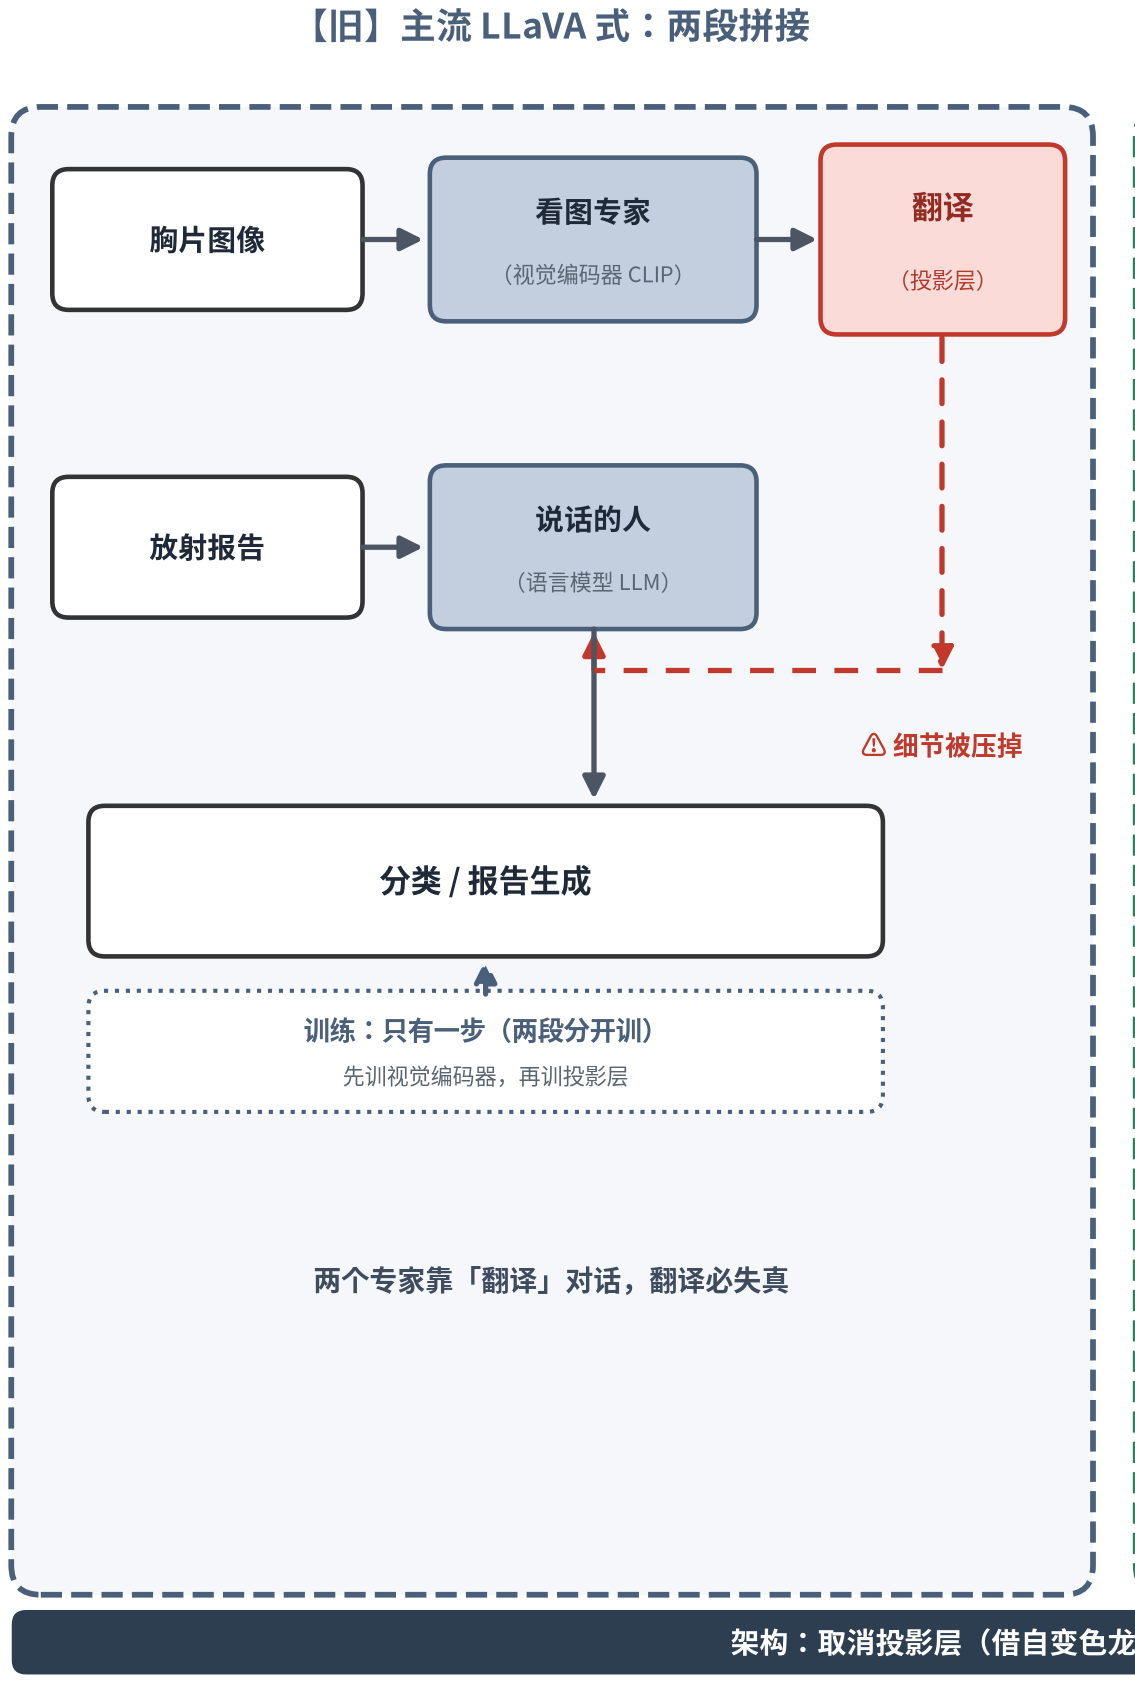 【旧】主流 LLaVA 式：两段拼接
胸片图像
看图专家
（视觉编码器 CLIP）
翻译
（投影层）
放射报告
说话的人
（语言模型 LLM）
⚠ 细节被压掉
分类 / 报告生成
训练：只有一步（两段分开训）
先训视觉编码器，再训投影层
两个专家靠「翻译」对话，翻译必失真
架构：取消投影层（借自变色龙